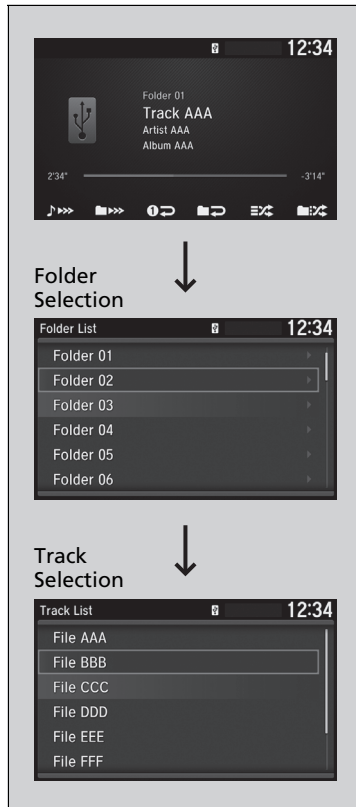 12:34
Folder 01
Track AAA
Artist AAA
Album AAA
2'34"
-3'14"
1
Folder
Selection
Folder List
12:34
Folder 01
Folder 02
Folder 03
Folder 04
Folder 05
Folder 06
Track
Selection
Track List
12:34
File AAA
File BBB
File CCC
File DDD
File EEE
File FFF